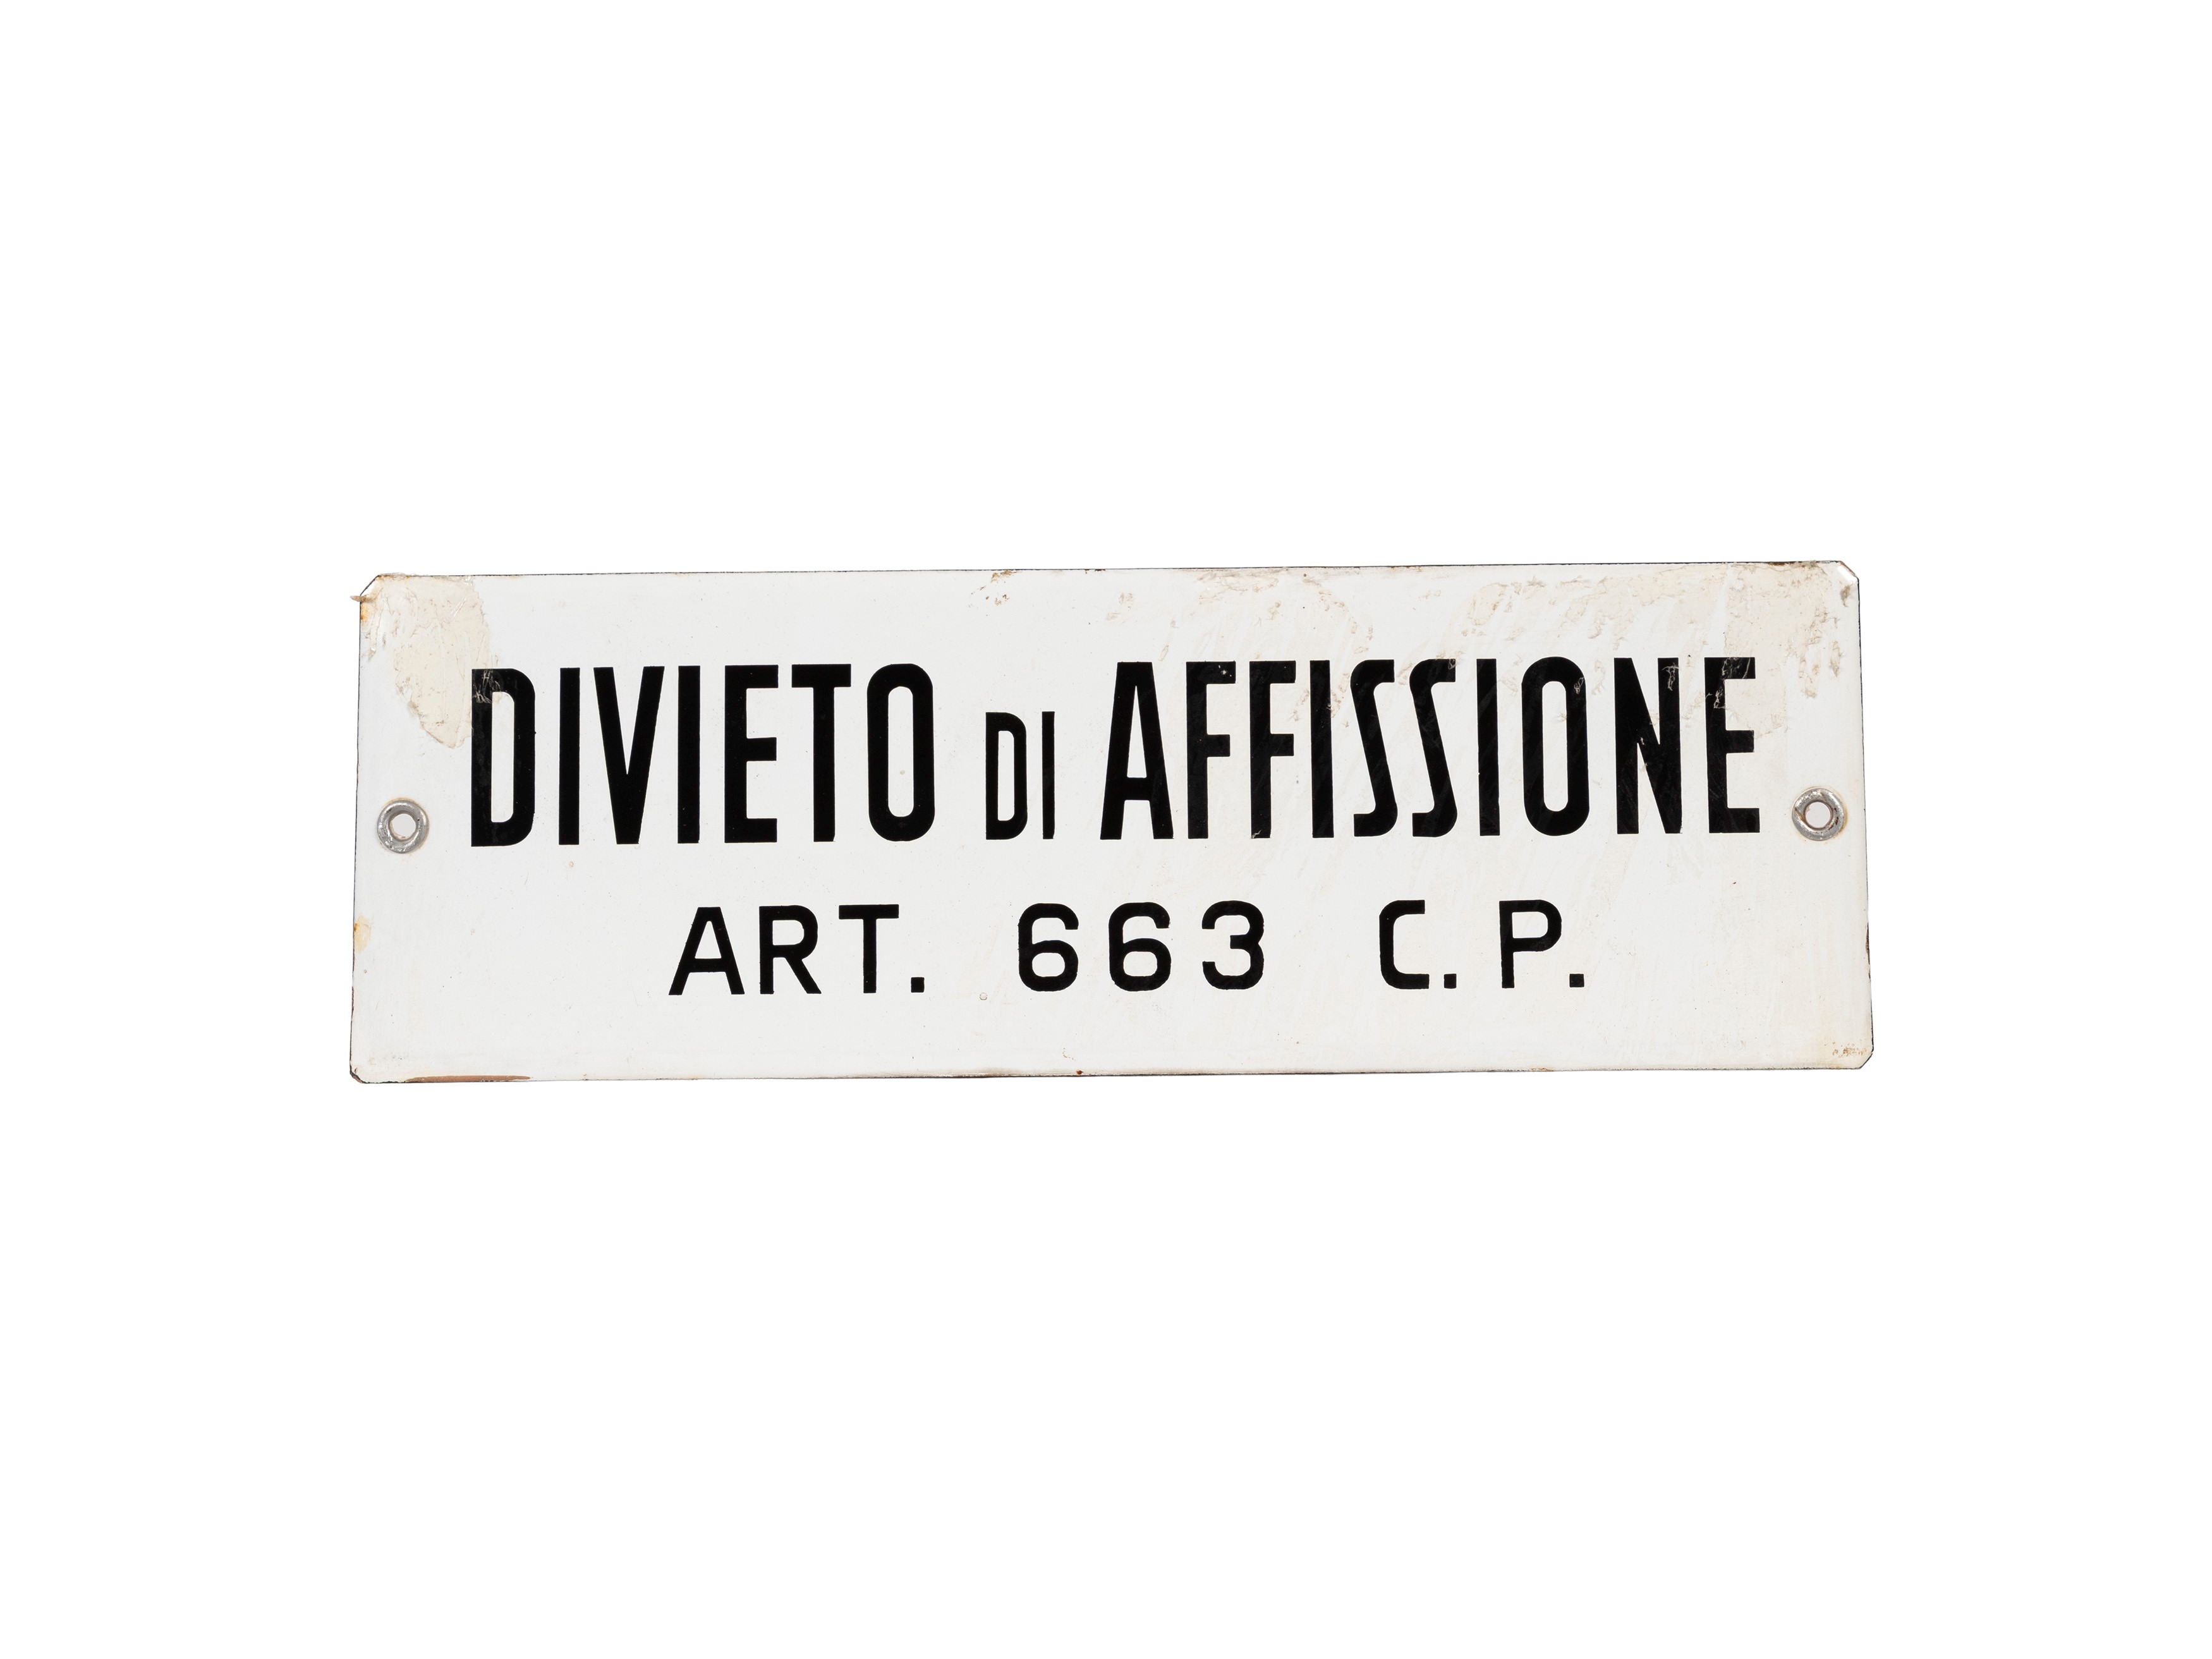 DIVIETO DI AFFISSIONE
ART. 663 C.P.